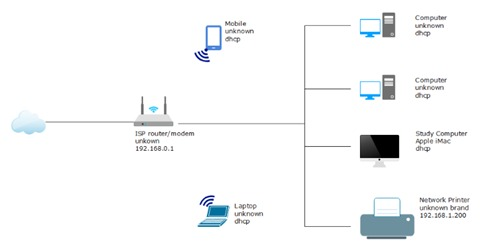 Mobile
unknown
dhcp
Computer
unknown
dhcp
Computer
unknown
dhcp
ISP router/modem
unkown
192.168.0.1
Study Computer
Apple iMac
dhcp
Laptop
unknown
dhcp
Network Printer
unknown brand
192.168.1.200